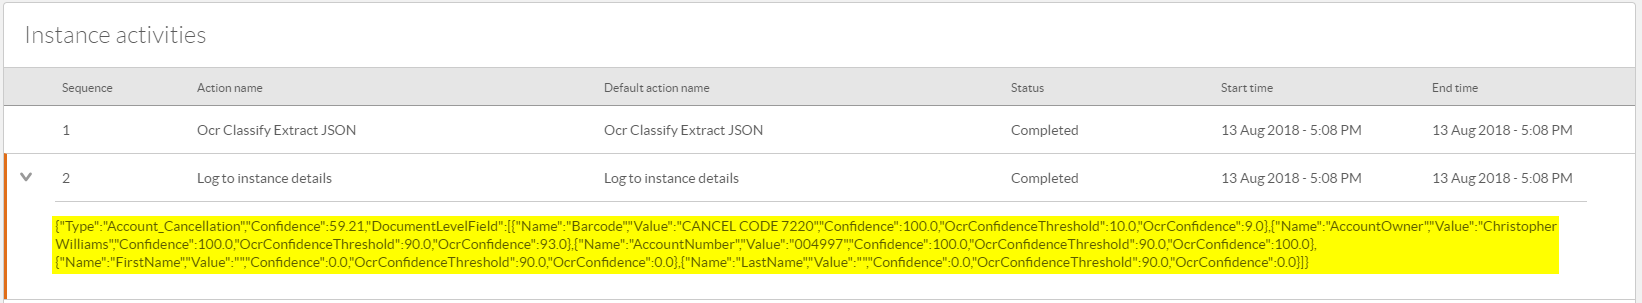 Instance activities
Sequence Action name Default action name Status Start time End time
1 Ocr Classify Extract JSON Ocr Classify Extract JSON Completed 13 Aug 2018 - 5:08 PM 13 Aug 2018 - 5:08 PM
2 Log to instance details Log to instance details Completed 13 Aug 2018 - 5:08 PM 13 Aug 2018 - 5:08 PM
{"Type":"Account_Cancellation","Confidence":59.21,"DocumentLevelField":[{"Name":"Barcode","Value":"CANCEL CODE 7220","Confidence":100.0,"OcrConfidenceThreshold":10.0,"OcrConfidence":9.0},{"Name":"AccountOwner","Value":"Christopher
Williams","Confidence":100.0,"OcrConfidenceThreshold":90.0,"OcrConfidence":93.0},{"Name":"AccountNumber","Value":"004997","Confidence":100.0,"OcrConfidenceThreshold":90.0,"OcrConfidence":100.0},
{"Name":"FirstName","Value":"","Confidence":0.0,"OcrConfidenceThreshold":90.0,"OcrConfidence":0.0},{"Name":"LastName","Value":"","Confidence":0.0,"OcrConfidenceThreshold":90.0,"OcrConfidence":0.0}]}